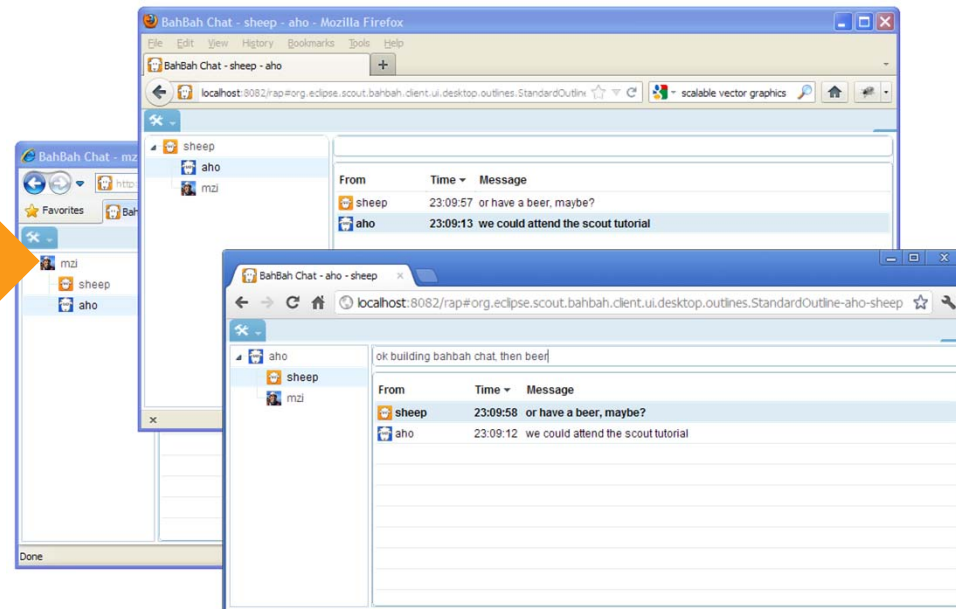 BahBah Chat - sheep - aho - Mozilla Firefox
File Edit View History Bookmarks Tools Help
BahBah Chat - sheep - aho
localhost:8082/rap#org.eclipse.scout.bahbah.client.ui.desktop.outlines.StandardOutline
scalable vector graphics
sheep
aho
mzi
From Time Message
sheep 23:09:57 or have a beer, maybe?
aho 23:09:13 we could attend the scout tutorial
x
BahBah Chat - mz
http:
Favorites
Bah
mzi
sheep
aho
Done
BahBah Chat - aho - sheep ×
localhost:8082/rap#org.eclipse.scout.bahbah.client.ui.desktop.outlines.StandardOutline-aho-sheep
aho
sheep
mzi
ok building bahbah chat, then beer
From Time Message
sheep 23:09:58 or have a beer, maybe?
aho 23:09:12 we could attend the scout tutorial